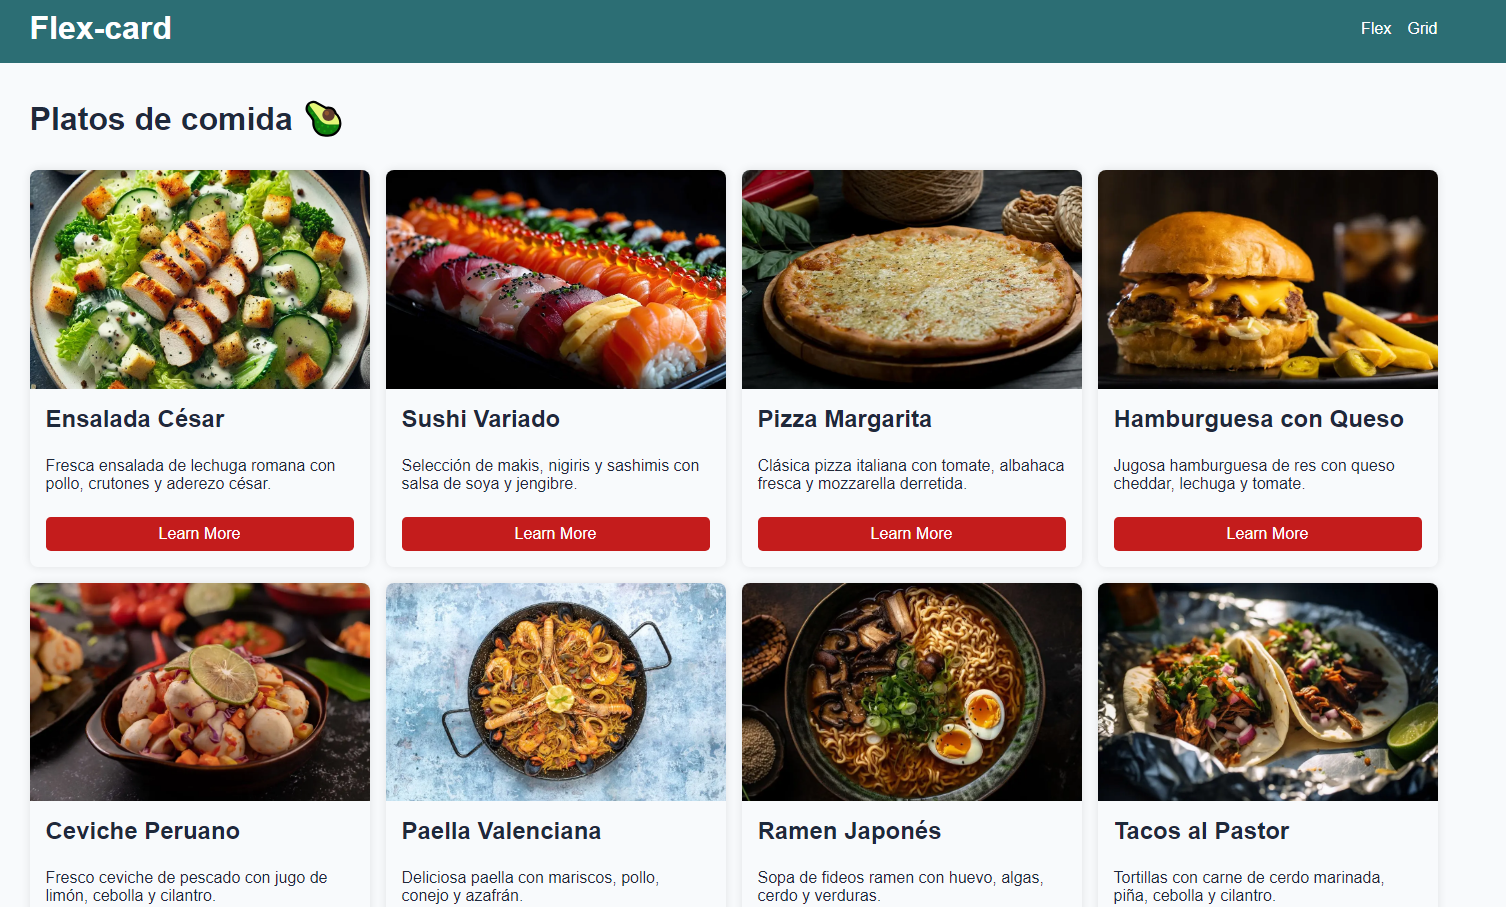 Flex-card
Flex Grid
Platos de comida 🥑
Ensalada César
Fresca ensalada de lechuga romana con
pollo, crutones y aderezo césar.
Learn More
Sushi Variado
Selección de makis, nigiris y sashimis con
salsa de soya y jengibre.
Learn More
Pizza Margarita
Clásica pizza italiana con tomate, albahaca
fresca y mozzarella derretida.
Learn More
Hamburguesa con Queso
Jugosa hamburguesa de res con queso
cheddar, lechuga y tomate.
Learn More
Ceviche Peruano
Fresco ceviche de pescado con jugo de
limón, cebolla y cilantro.
Paella Valenciana
Deliciosa paella con mariscos, pollo,
conejo y azafrán.
Ramen Japonés
Sopa de fideos ramen con huevo, algas,
cerdo y verduras.
Tacos al Pastor
Tortillas con carne de cerdo marinada,
piña, cebolla y cilantro.